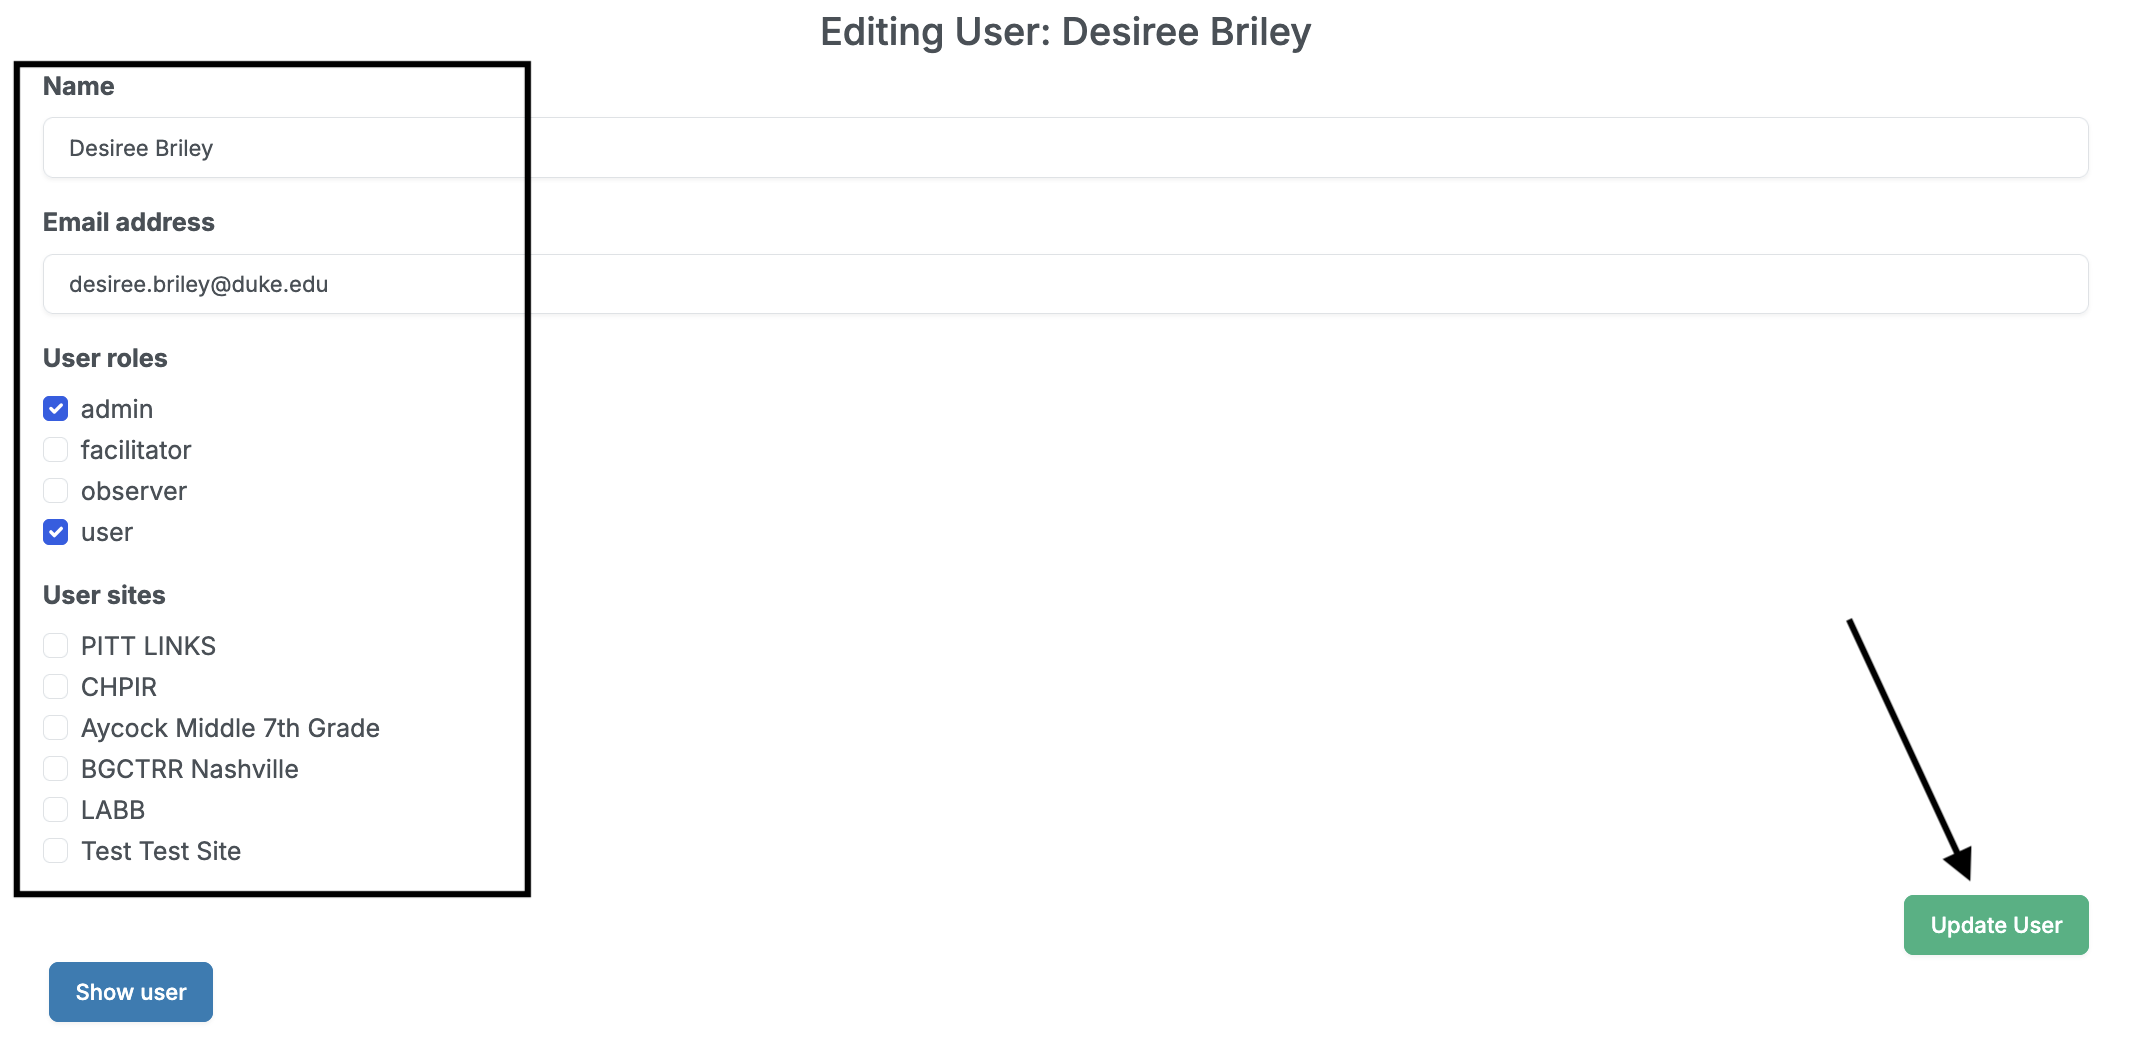 Editing User: Desiree Briley
Name
Desiree Briley
Email address
desiree.briley@duke.edu
User roles
admin
facilitator
observer
user
User sites
PITT LINKS
CHPIR
Aycock Middle 7th Grade
BGCTRR Nashville
LABB
Test Test Site
Update User
Show user